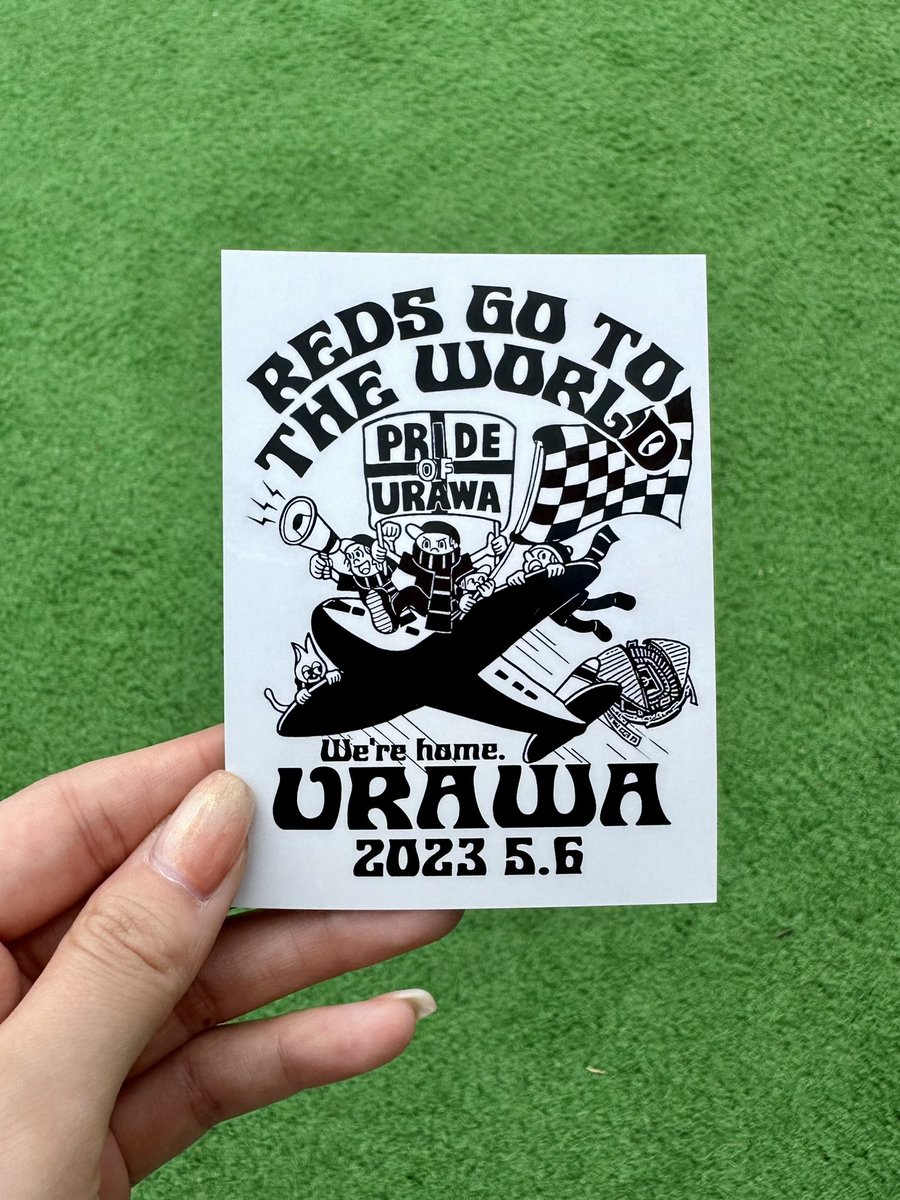 REDS GO TO
THE WORLD
PRIDE
OF
URAWA
We're home.
URAWA
2023 5.6